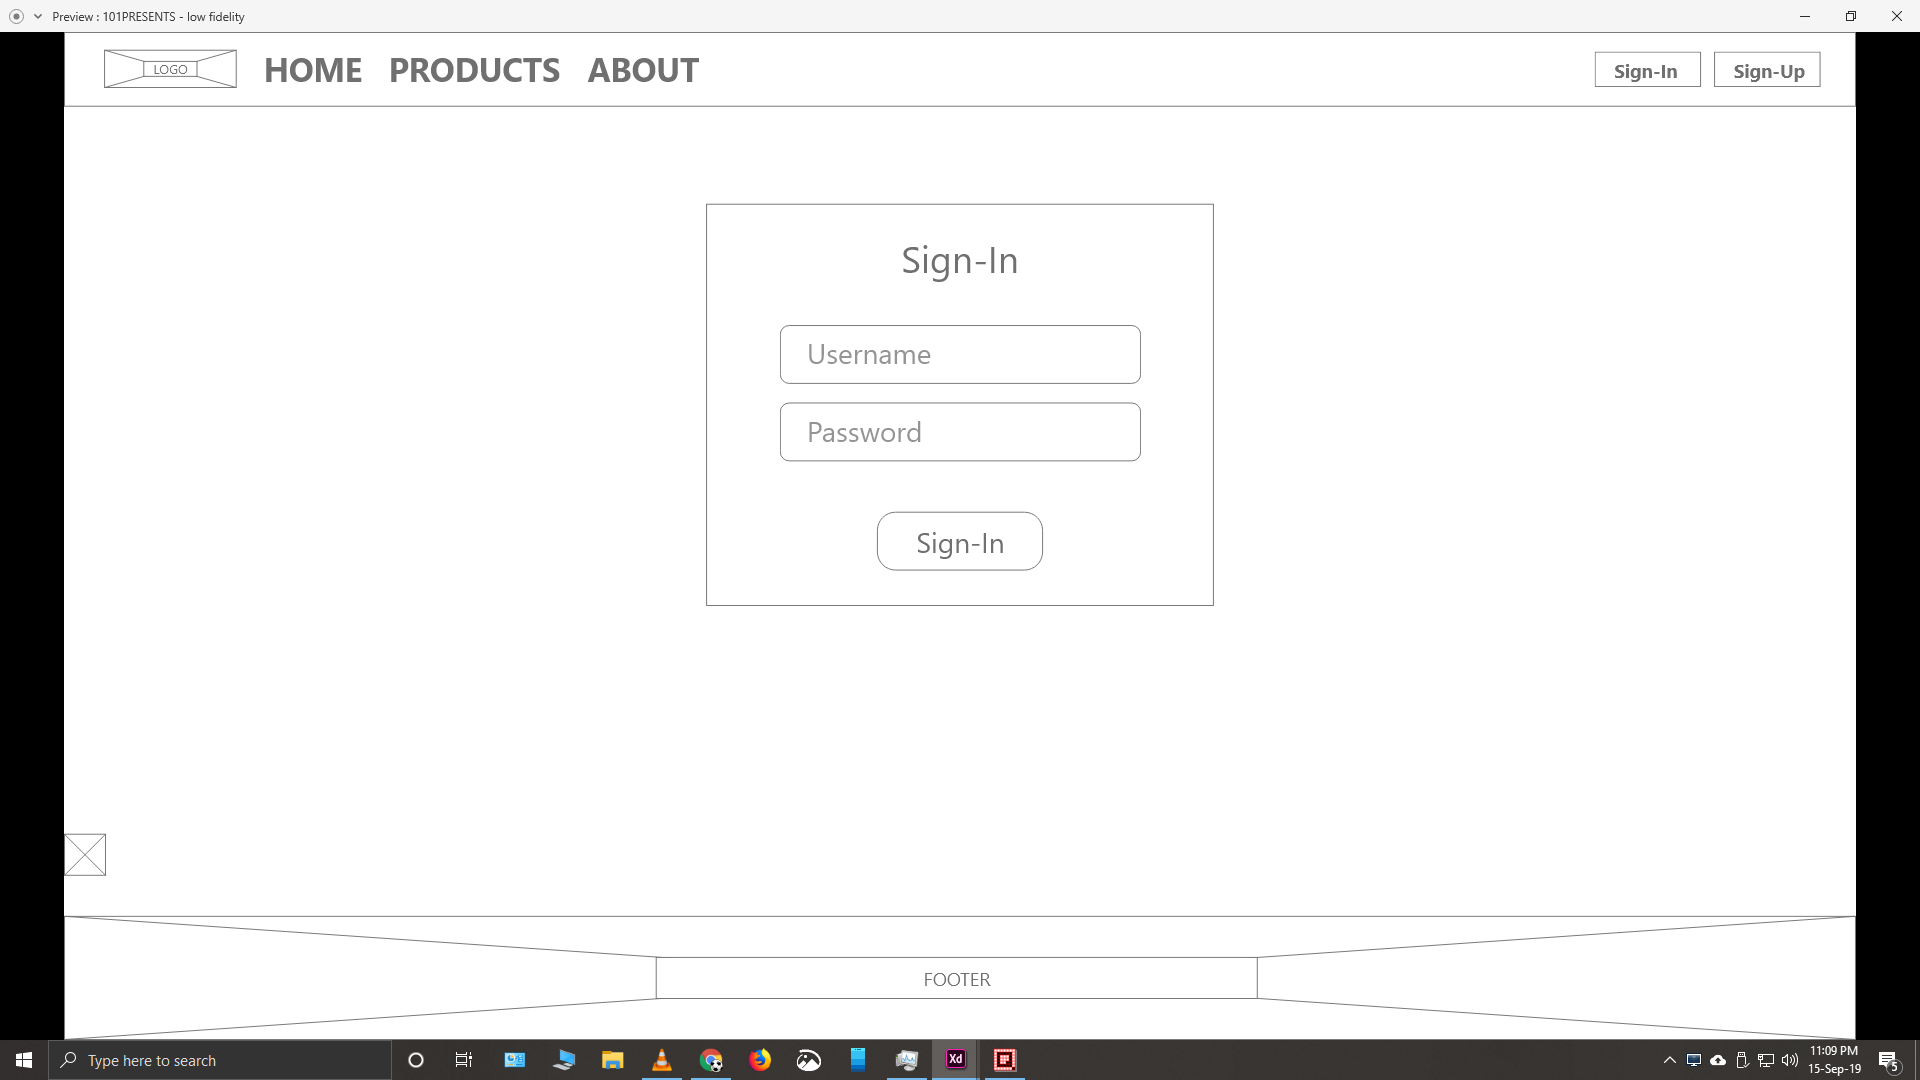 Preview : 101PRESENTS - low fidelity
LOGO HOME PRODUCTS ABOUT Sign-In Sign-Up
Sign-In
Username
Password
Sign-In
FOOTER
Type here to search
Xd
11:09 PM
15-Sep-19
5